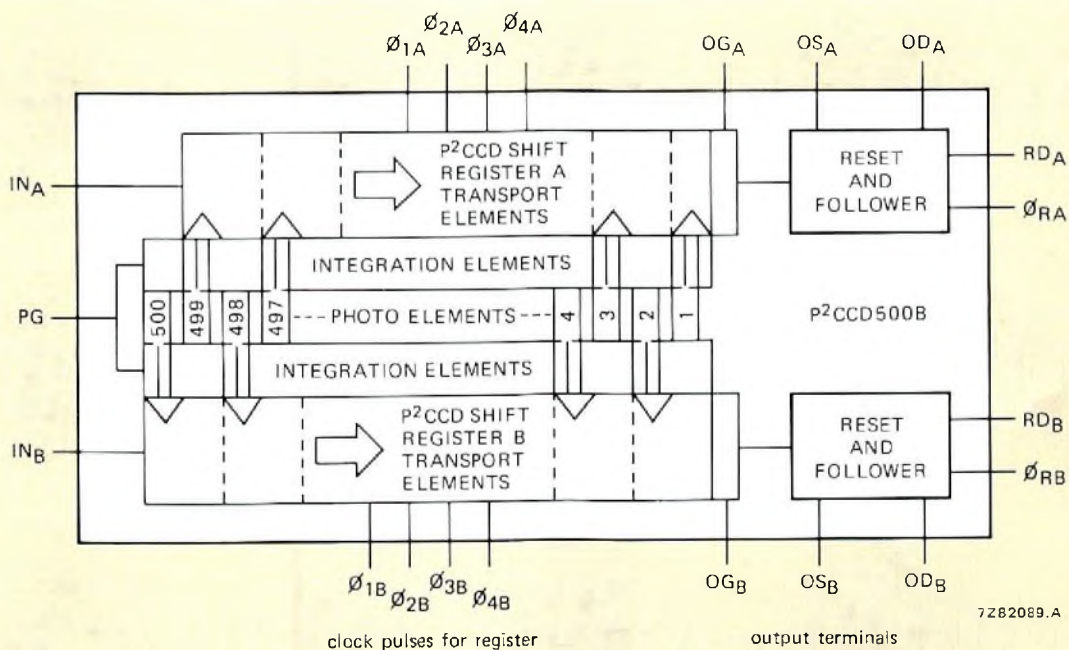 Ø1A
Ø2A
Ø3A
Ø4A
OGA
OSA
ODA
INA
P²CCD SHIFT
REGISTER A
TRANSPORT
ELEMENTS
RESET
AND
FOLLOWER
RDA
ØRA
INTEGRATION ELEMENTS
PG
500
499
498
497
---PHOTO ELEMENTS---
4
3
2
1
P²CCD500B
INTEGRATION ELEMENTS
INB
P²CCD SHIFT
REGISTER B
TRANSPORT
ELEMENTS
RESET
AND
FOLLOWER
RDB
ØRB
Ø1B
Ø2B
Ø3B
Ø4B
OGB
OSB
ODB
7Z82089.A
clock pulses for register
output terminals